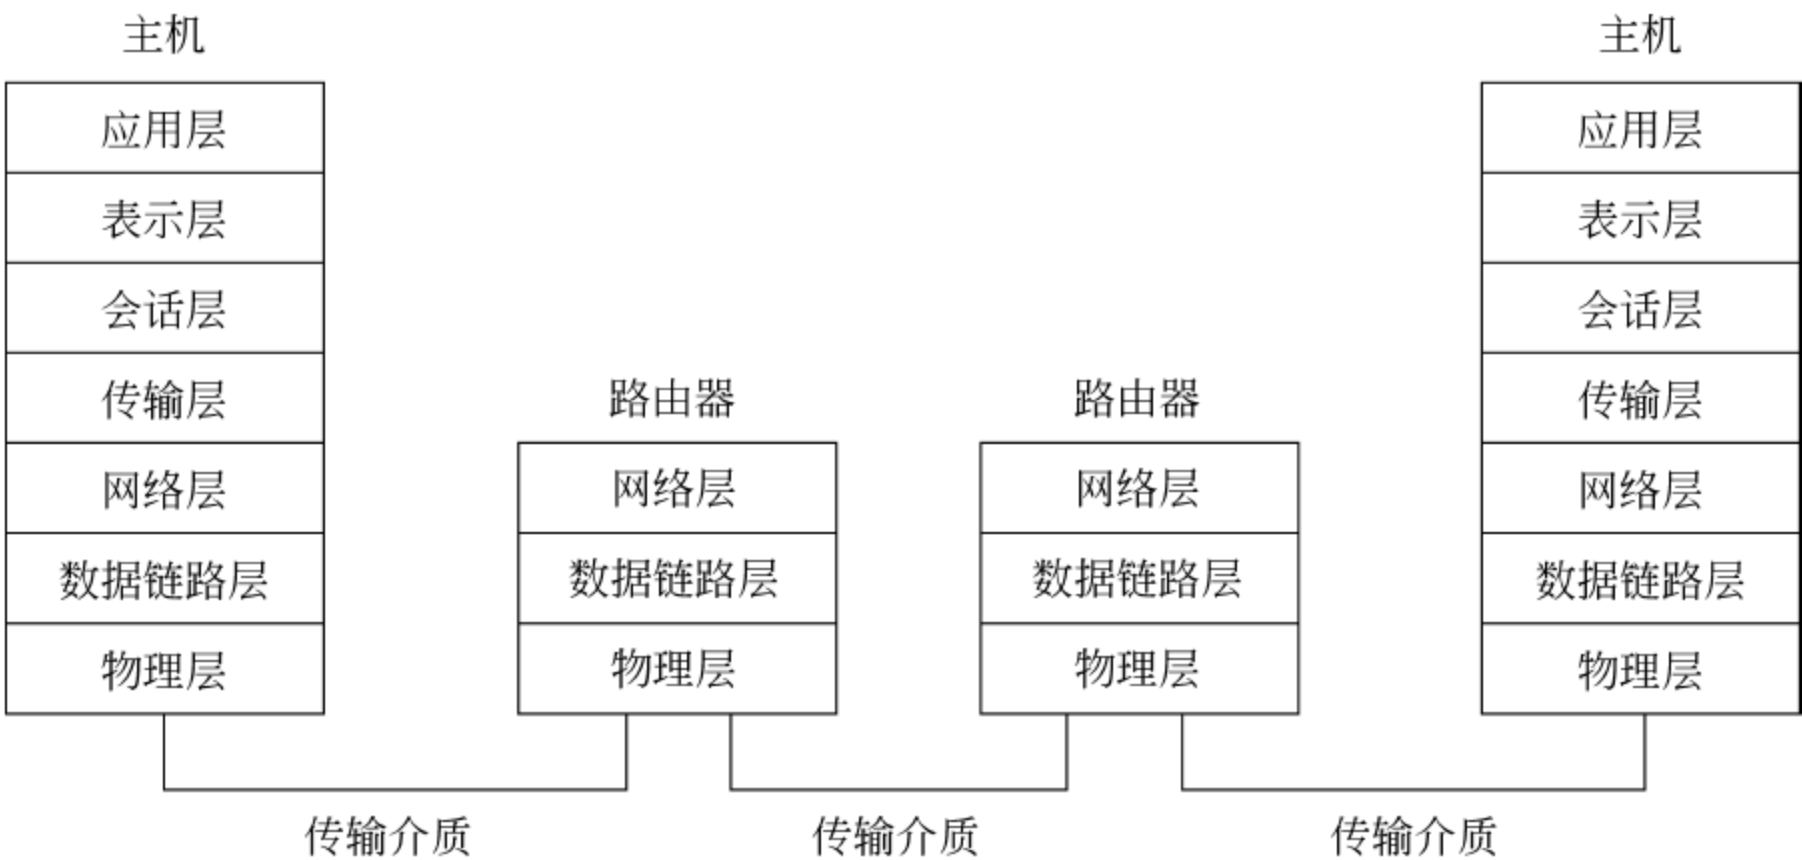 主机
应用层
表示层
会话层
传输层
网络层
数据链路层
物理层
路由器
网络层
数据链路层
物理层
路由器
网络层
数据链路层
物理层
主机
应用层
表示层
会话层
传输层
网络层
数据链路层
物理层
传输介质
传输介质
传输介质